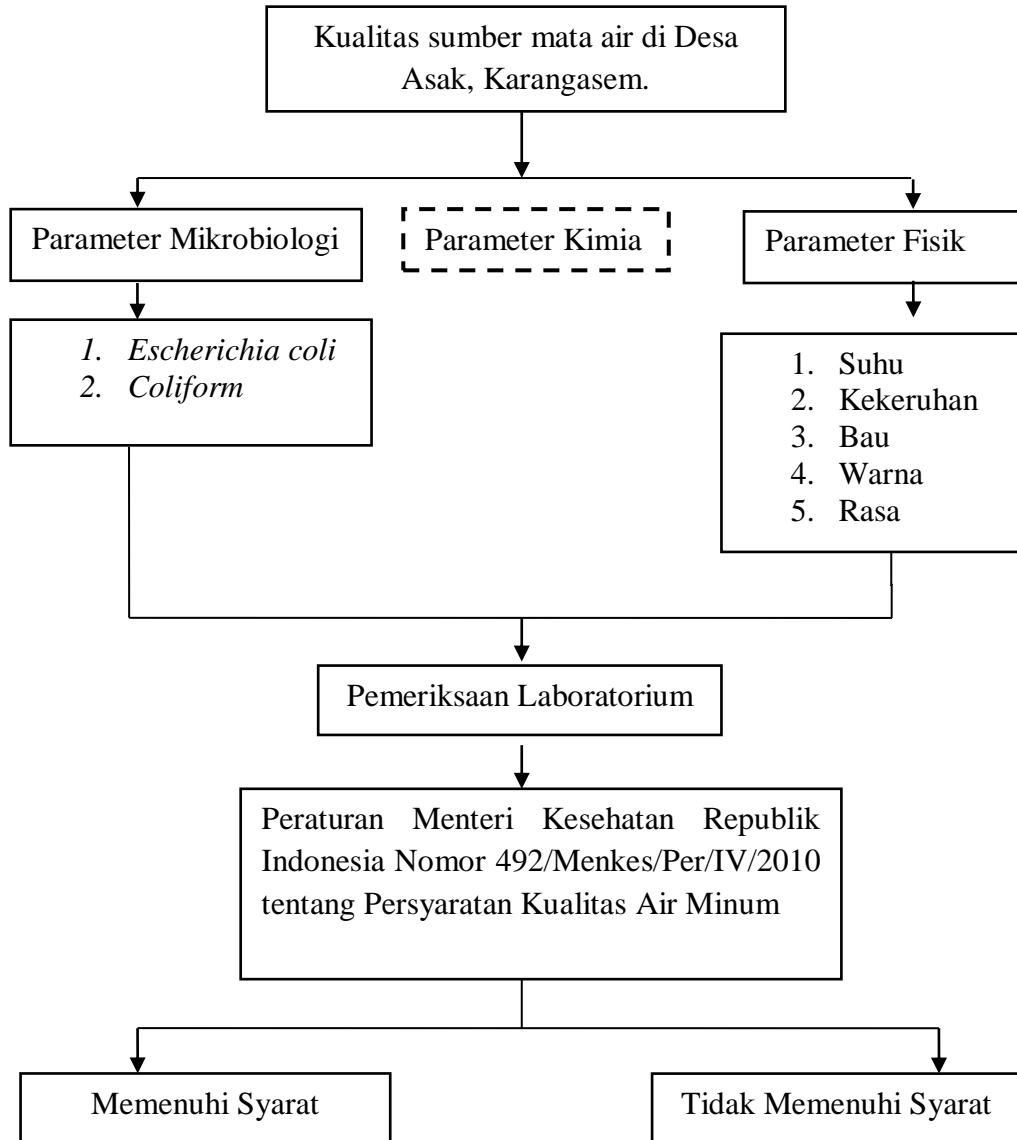 Kualitas sumber mata air di Desa
Asak, Karangasem.
Parameter Mikrobiologi
Parameter Kimia
Parameter Fisik
1. Escherichia coli
2. Coliform
1. Suhu
2. Kekeruhan
3. Bau
4. Warna
5. Rasa
Pemeriksaan Laboratorium
Peraturan Menteri Kesehatan Republik
Indonesia Nomor 492/Menkes/Per/IV/2010
tentang Persyaratan Kualitas Air Minum
Memenuhi Syarat
Tidak Memenuhi Syarat